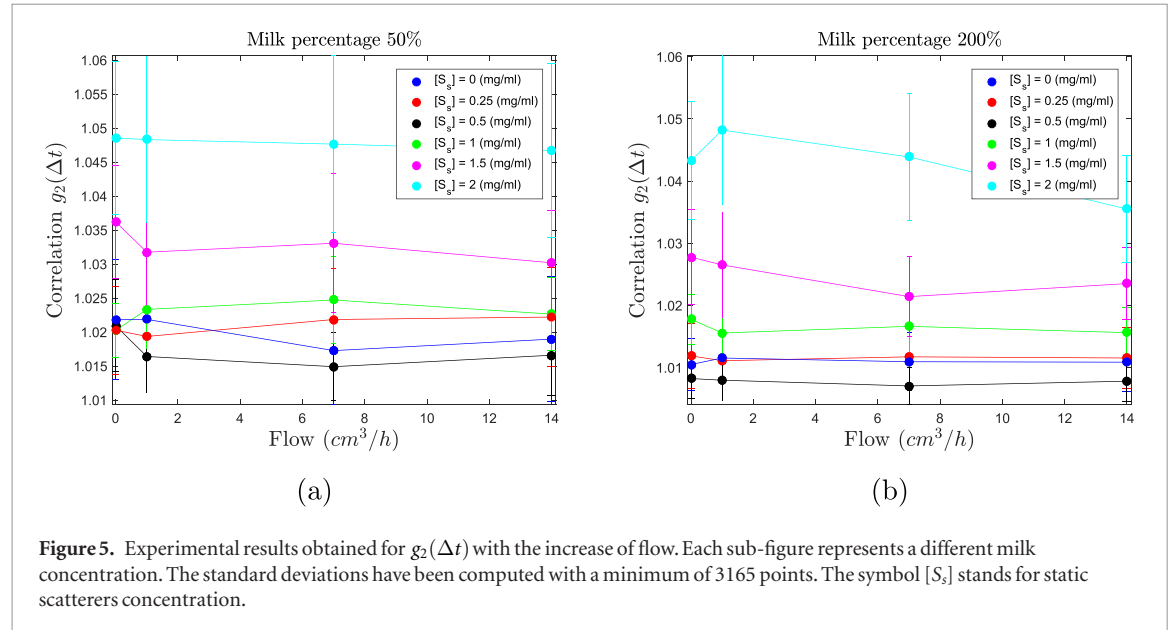 Milk percentage 50%
1.06
1.055
1.05
1.045
1.04
1.035
1.03
1.025
1.02
1.015
1.01
Correlation g₂(Δt)
[Sₛ] = 0 (mg/ml)
[Sₛ] = 0.25 (mg/ml)
[Sₛ] = 0.5 (mg/ml)
[Sₛ] = 1 (mg/ml)
[Sₛ] = 1.5 (mg/ml)
[Sₛ] = 2 (mg/ml)
0 2 4 6 8 10 12 14
Flow (cm³/h)
(a)
Milk percentage 200%
1.06
1.05
1.04
1.03
1.02
1.01
Correlation g₂(Δt)
[Sₛ] = 0 (mg/ml)
[Sₛ] = 0.25 (mg/ml)
[Sₛ] = 0.5 (mg/ml)
[Sₛ] = 1 (mg/ml)
[Sₛ] = 1.5 (mg/ml)
[Sₛ] = 2 (mg/ml)
0 2 4 6 8 10 12 14
Flow (cm³/h)
(b)
Figure 5. Experimental results obtained for g₂(Δt) with the increase of flow. Each sub-figure represents a different milk
concentration. The standard deviations have been computed with a minimum of 3165 points. The symbol [Sₛ] stands for static
scatterers concentration.